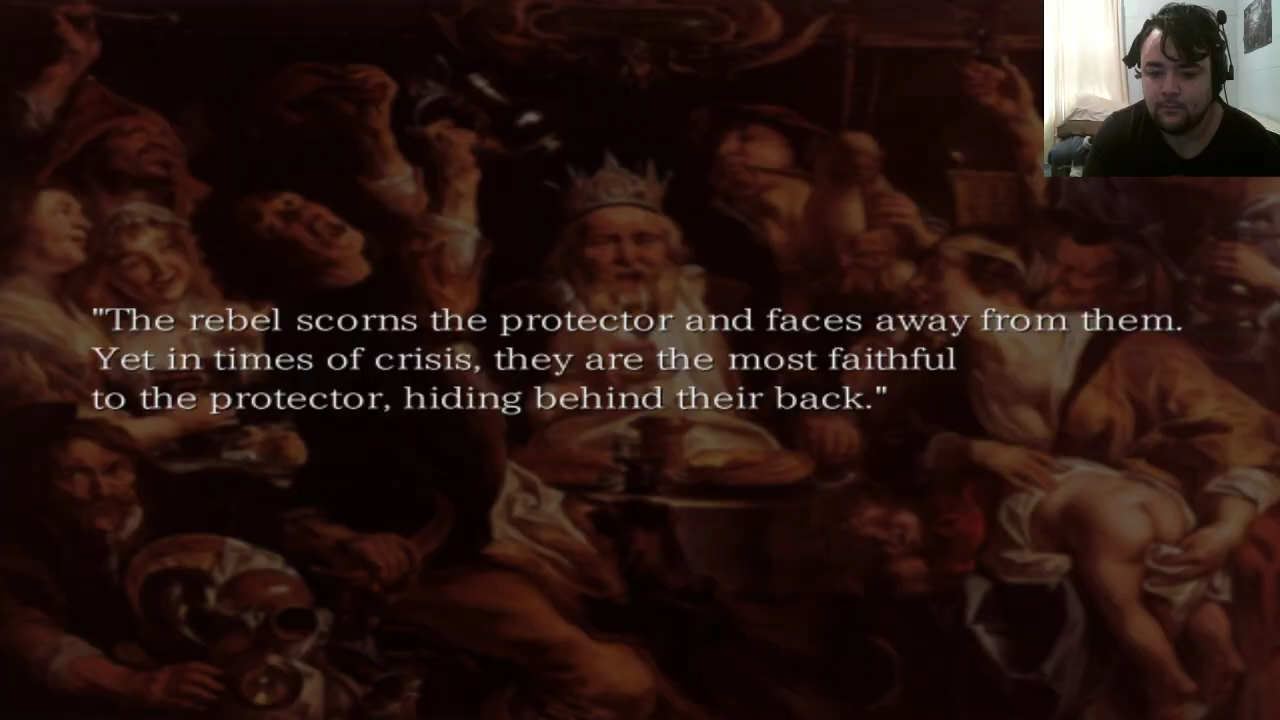 "The rebel scorns the protector and faces away from them.
Yet in times of crisis, they are the most faithful
to the protector, hiding behind their back."